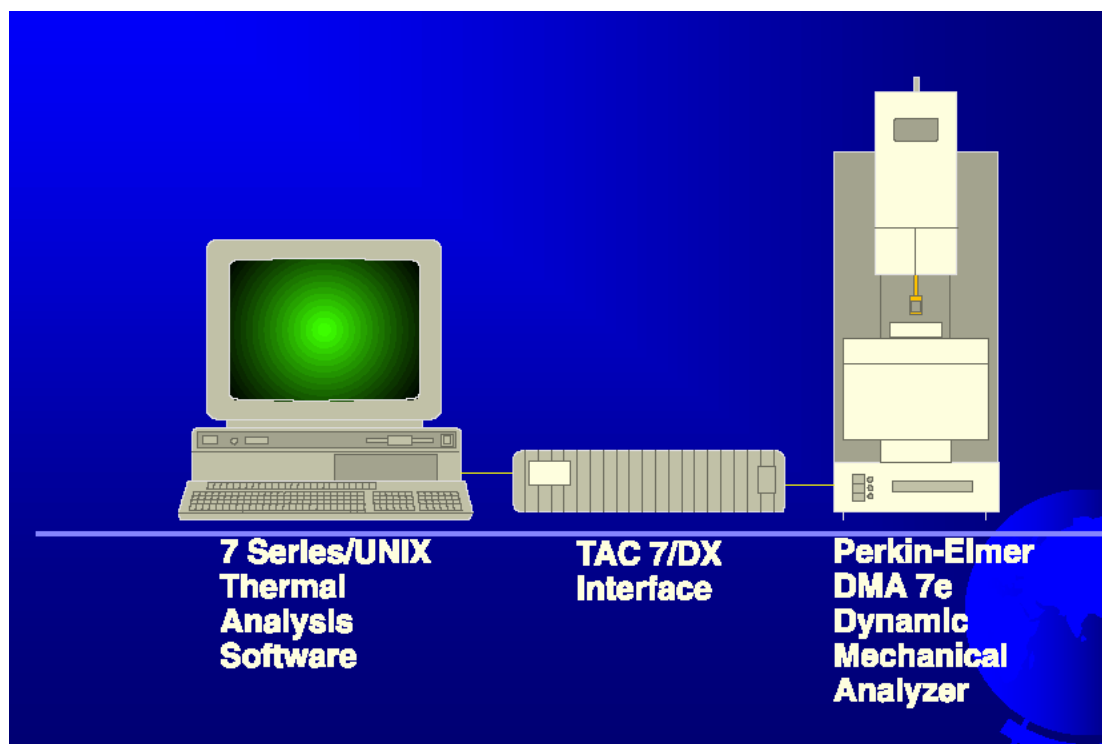 7 Series/UNIX
Thermal
Analysis
Software
TAC 7/DX
Interface
Perkin-Elmer
DMA 7e
Dynamic
Mechanical
Analyzer